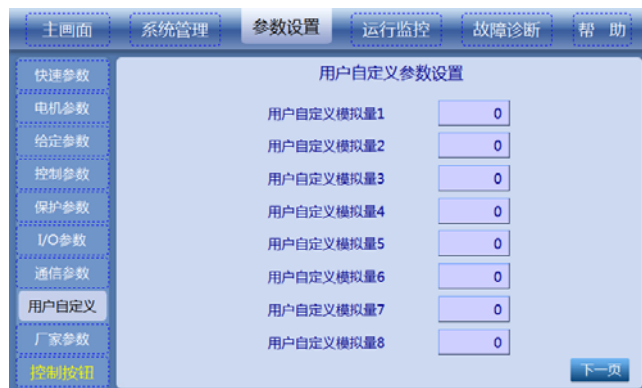 主画面 系统管理 参数设置 运行监控 故障诊断 帮 助
快速参数
电机参数
给定参数
控制参数
保护参数
I/O参数
通信参数
用户自定义
厂家参数
控制按钮
用户自定义参数设置
用户自定义模拟量1 0
用户自定义模拟量2 0
用户自定义模拟量3 0
用户自定义模拟量4 0
用户自定义模拟量5 0
用户自定义模拟量6 0
用户自定义模拟量7 0
用户自定义模拟量8 0
下一页